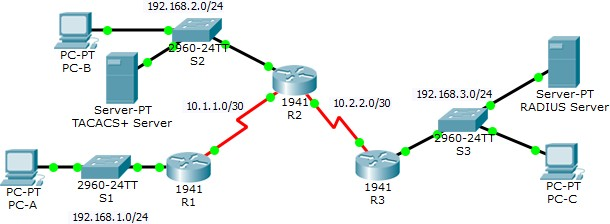 192.168.2.0/24
PC-PT
PC-B
2960-24TT
S2
Server-PT
TACACS+ Server
10.1.1.0/30
1941
R2
10.2.2.0/30
192.168.3.0/24
Server-PT
RADIUS Server
2960-24TT
S3
PC-PT
PC-C
1941
R3
PC-PT
PC-A
2960-24TT
S1
192.168.1.0/24
1941
R1